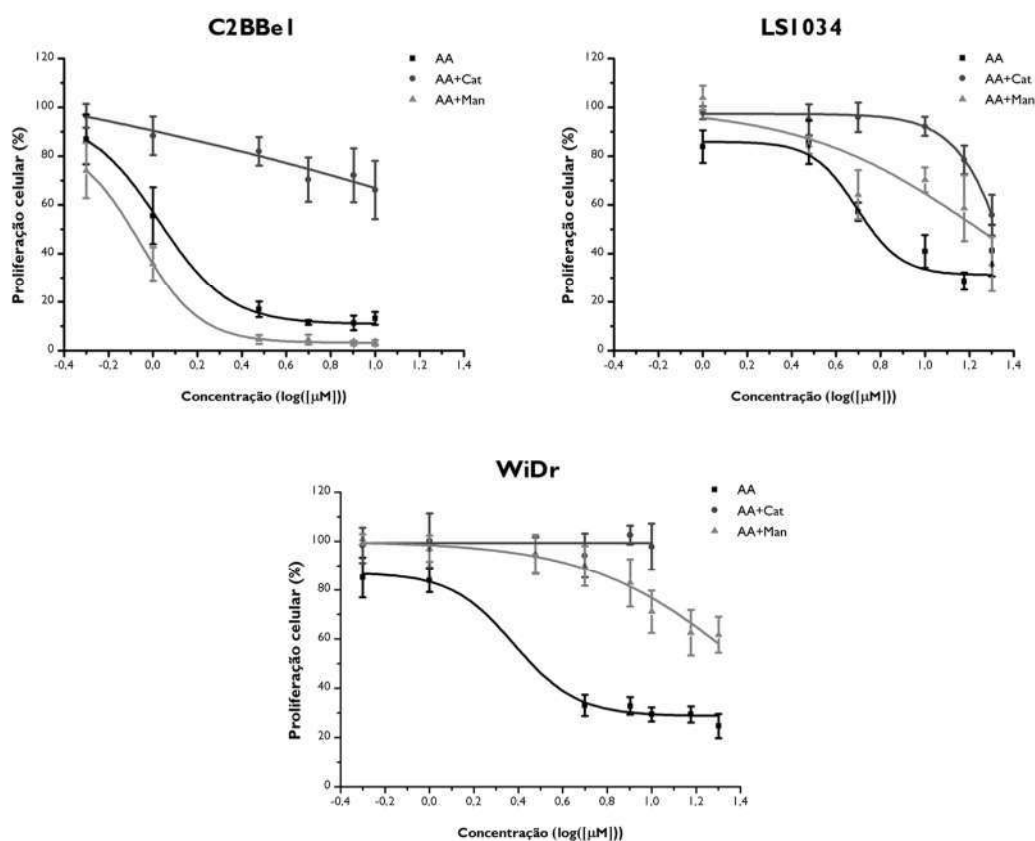 C2BBe1
AA
AA+Cat
AA+Man
120
100
80
60
40
20
0
Proliferação celular (%)
-0,4 -0,2 0,0 0,2 0,4 0,6 0,8 1,0 1,2 1,4
Concentração (log([μM]))
LS1034
AA
AA+Cat
AA+Man
120
100
80
60
40
20
0
Proliferação celular (%)
0,0 0,2 0,4 0,6 0,8 1,0 1,2 1,4
Concentração (log([μM]))
WiDr
AA
AA+Cat
AA+Man
120
100
80
60
40
20
0
Proliferação celular (%)
-0,4 -0,2 0,0 0,2 0,4 0,6 0,8 1,0 1,2 1,4
Concentração (log([μM]))